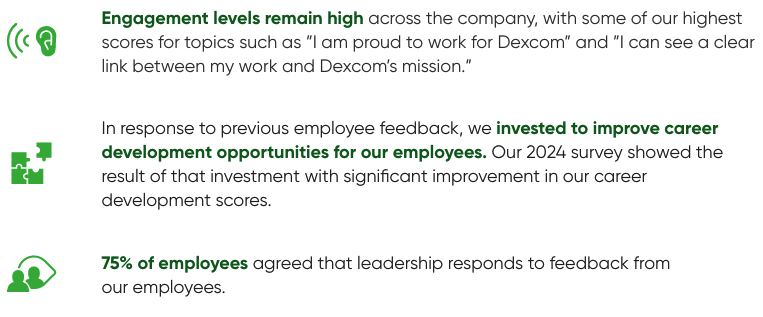 Engagement levels remain high across the company, with some of our highest
scores for topics such as ”I am proud to work for Dexcom” and ”I can see a clear
link between my work and Dexcom’s mission.”
In response to previous employee feedback, we invested to improve career
development opportunities for our employees. Our 2024 survey showed the
result of that investment with significant improvement in our career
development scores.
75% of employees agreed that leadership responds to feedback from
our employees.